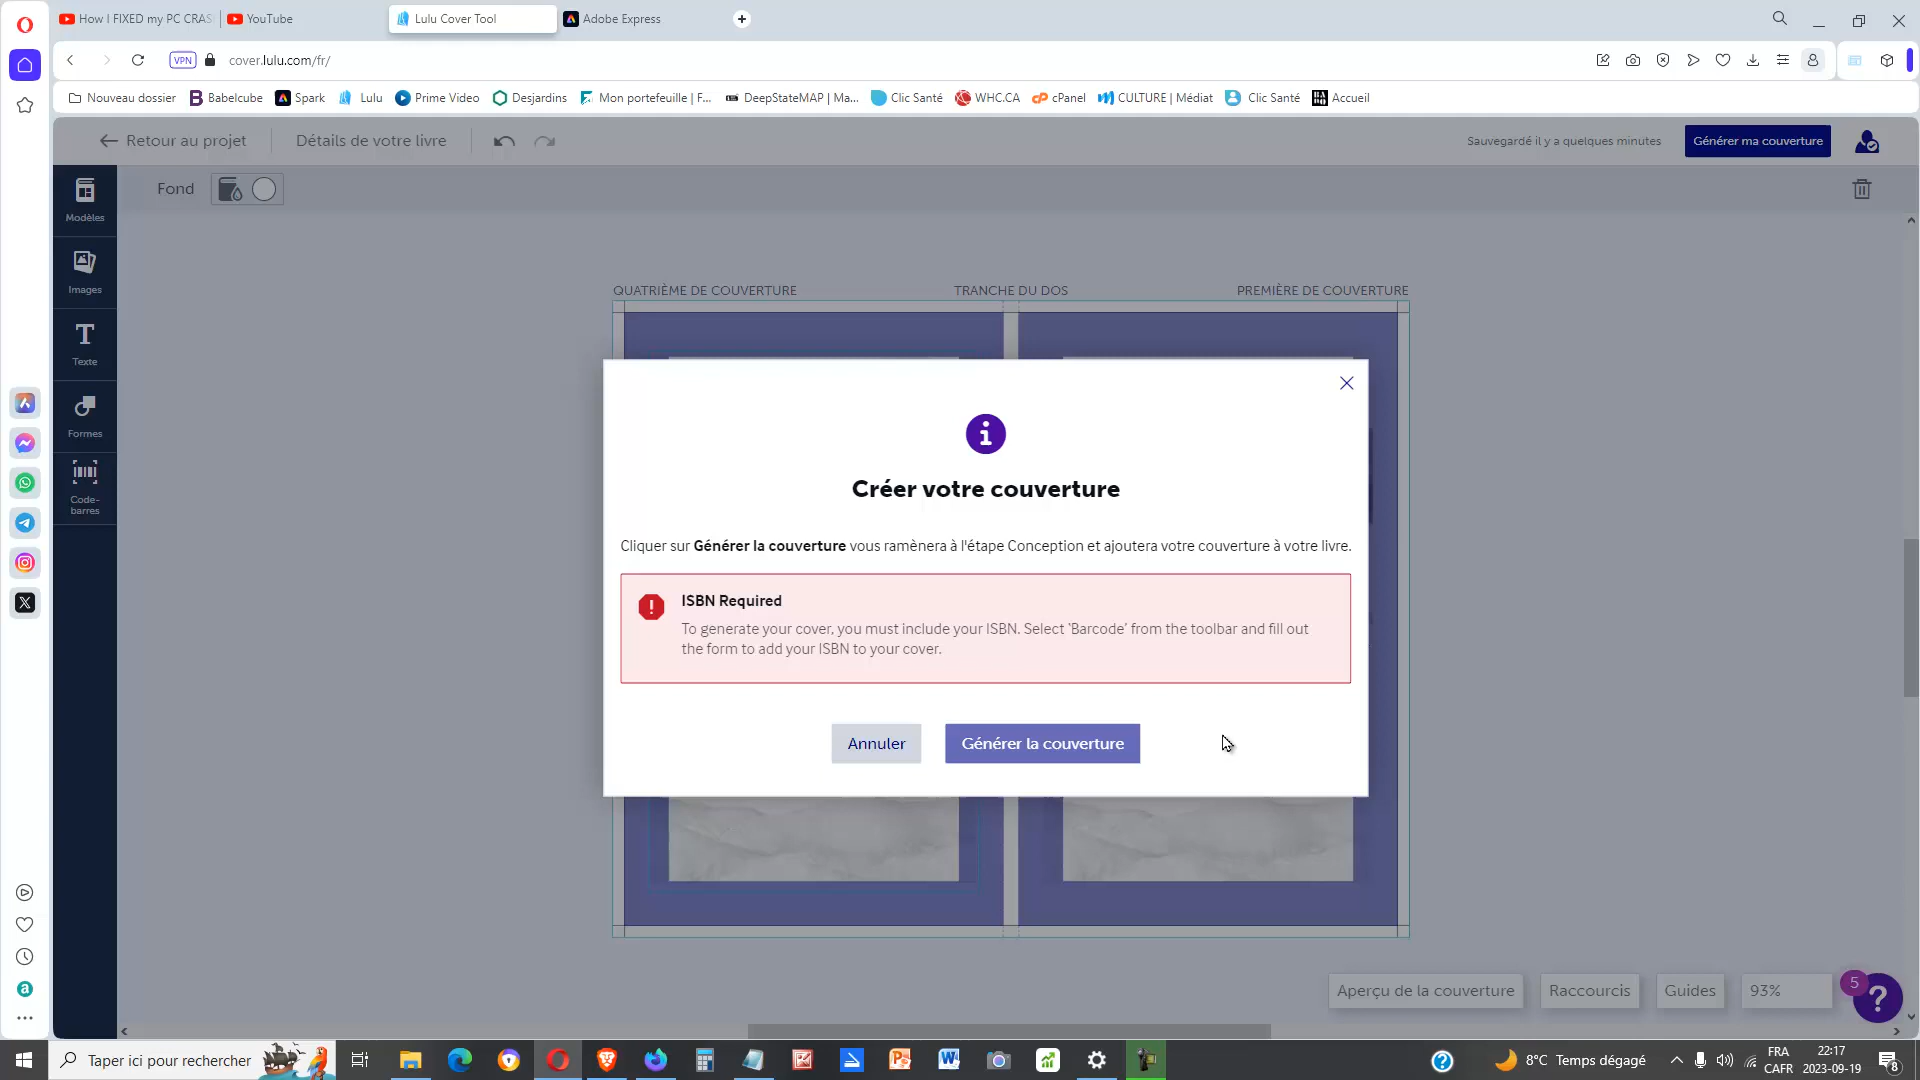 How I FIXED my PC CRAS
YouTube
Lulu Cover Tool
Adobe Express
VPN
cover.lulu.com/fr/
Nouveau dossier
Babelcube
Spark
Lulu
Prime Video
Desjardins
Mon portefeuille | F...
DeepStateMAP | Ma...
Clic Santé
WHC.CA
cPanel
CULTURE | Médiat
Clic Santé
Accueil
Retour au projet
Détails de votre livre
Sauvegardé il y a quelques minutes
Générer ma couverture
Fond
Modèles
Images
Texte
Formes
Code-
barres
QUATRIÈME DE COUVERTURE
TRANCHE DU DOS
PREMIÈRE DE COUVERTURE
Créer votre couverture
Cliquer sur Générer la couverture vous ramènera à l'étape Conception et ajoutera votre couverture à votre livre.
ISBN Required
To generate your cover, you must include your ISBN. Select 'Barcode' from the toolbar and fill out
the form to add your ISBN to your cover.
Annuler
Générer la couverture
Aperçu de la couverture
Raccourcis
Guides
93%
5
?
Taper ici pour rechercher
8°C Temps dégagé
FRA
CAFR
22:17
2023-09-19
8